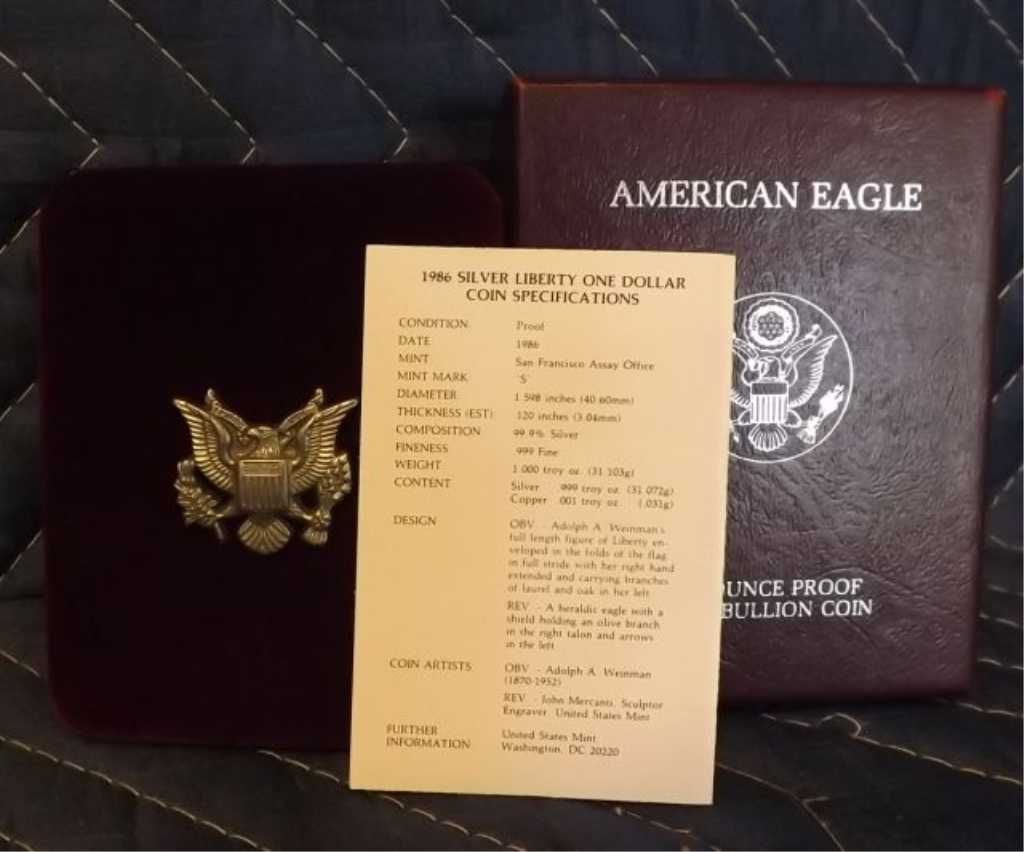 AMERICAN EAGLE
OUNCE PROOF
BULLION COIN
1986 SILVER LIBERTY ONE DOLLAR
COIN SPECIFICATIONS
CONDITION Proof
DATE 1986
MINT San Francisco Assay Office
MINT MARK 'S'
DIAMETER 1.598 inches (40.60mm)
THICKNESS (EST) .120 inches (3.04mm)
COMPOSITION 99.9% Silver
FINENESS .999 Fine
WEIGHT 1.000 troy oz. (31.103g)
CONTENT Silver .999 troy oz. (31.072g)
Copper .001 troy oz. (.031g)
DESIGN OBV. - Adolph A. Weinman's
full length figure of Liberty en-
veloped in the folds of the flag,
in full stride with her right hand
extended and carrying branches
of laurel and oak in her left
REV. - A heraldic eagle with a
shield holding an olive branch
in the right talon and arrows
in the left
COIN ARTISTS OBV. - Adolph A. Weinman
(1870-1952)
REV. - John Mercanti, Sculptor
Engraver, United States Mint
FURTHER
INFORMATION
United States Mint
Washington, DC 20220